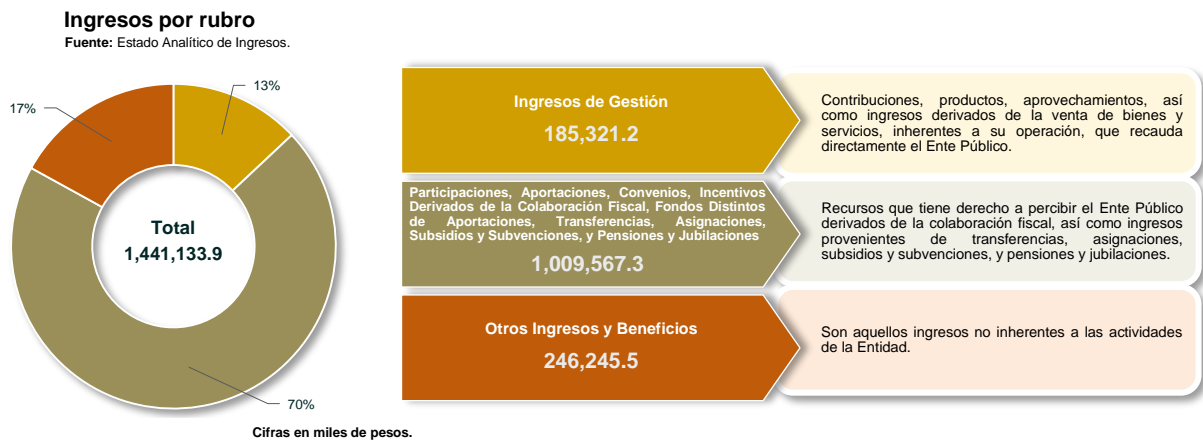 Ingresos por rubro
Fuente: Estado Analítico de Ingresos.
13%
17%
Total
1,441,133.9
70%
Cifras en miles de pesos.
Ingresos de Gestión
185,321.2
Contribuciones, productos, aprovechamientos, así
como ingresos derivados de la venta de bienes y
servicios, inherentes a su operación, que recauda
directamente el Ente Público.
Participaciones, Aportaciones, Convenios, Incentivos
Derivados de la Colaboración Fiscal, Fondos Distintos
de Aportaciones, Transferencias, Asignaciones,
Subsidios y Subvenciones, y Pensiones y Jubilaciones
1,009,567.3
Recursos que tiene derecho a percibir el Ente Público
derivados de la colaboración fiscal, así como ingresos
provenientes de transferencias, asignaciones,
subsidios y subvenciones, y pensiones y jubilaciones.
Otros Ingresos y Beneficios
246,245.5
Son aquellos ingresos no inherentes a las actividades
de la Entidad.